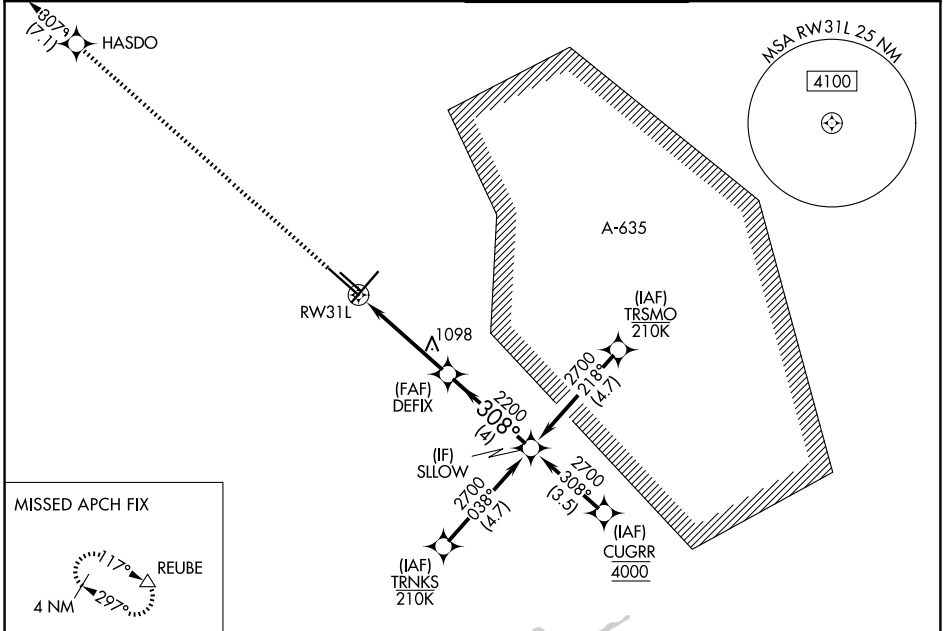 307°
(7.1)
HASDO
MSA RW31L 25 NM
4100
A-635
(IAF)
TRSMO
210K
RW31L
1098
2700
218°
(4.7)
(FAF)
DEFIX
2200
308°
(4)
(IF)
SLLOW
2700
308°
(3.5)
2700
038°
(4.7)
(IAF)
CUGRR
4000
(IAF)
TRNKS
210K
MISSED APCH FIX
117°
REUBE
4 NM
297°